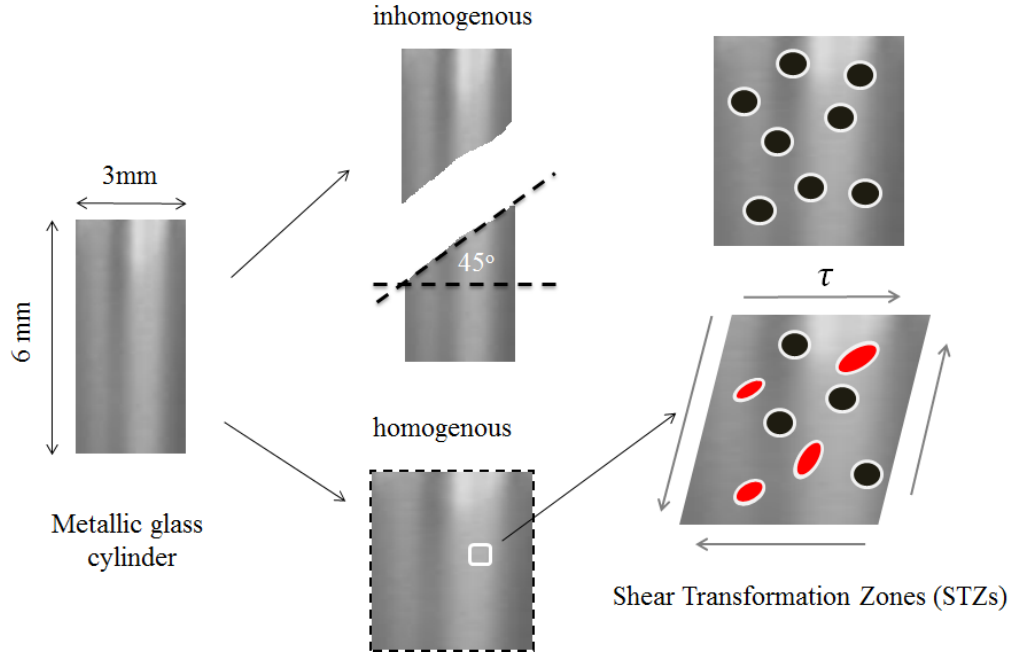 inhomogenous
3mm
6 mm
45°
τ
homogenous
Metallic glass
cylinder
Shear Transformation Zones (STZs)